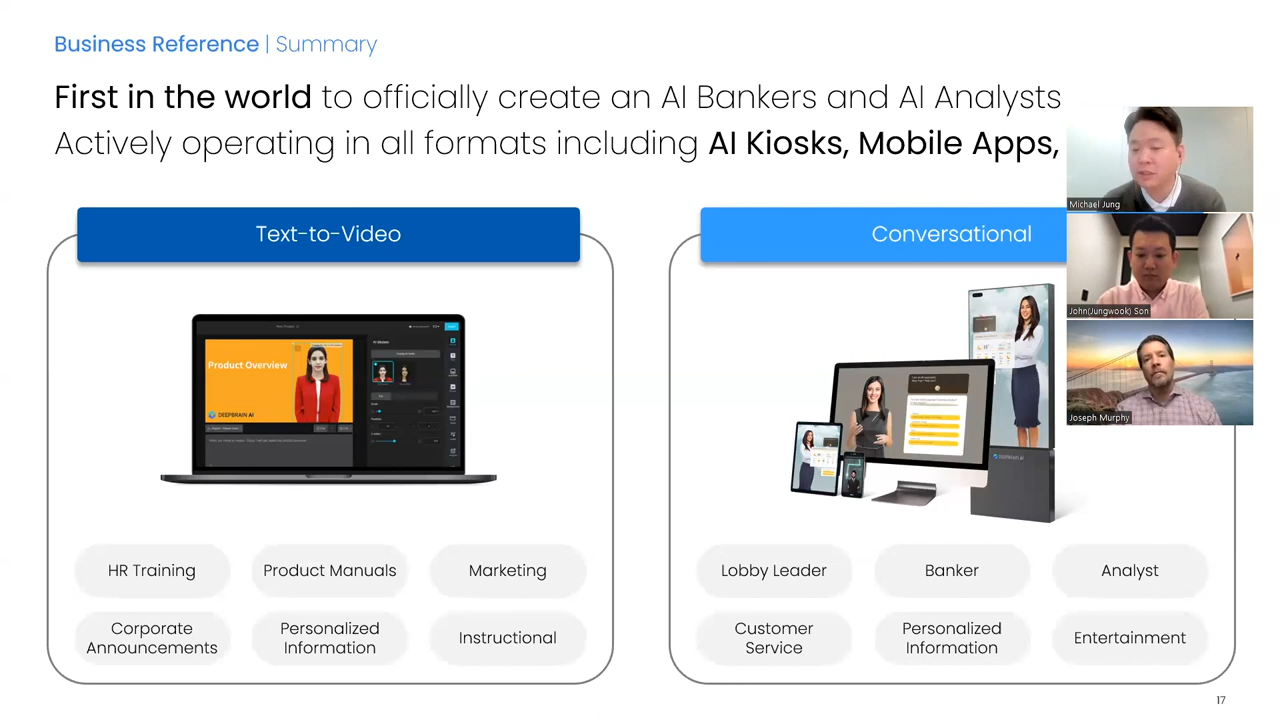 Business Reference | Summary
First in the world to officially create an AI Bankers and AI Analysts
Actively operating in all formats including AI Kiosks, Mobile Apps,
Michael Jung
John(Jungwook) Son
Joseph Murphy
Text-to-Video
Product Overview
DEEPBRAIN AI
HR Training
Product Manuals
Marketing
Corporate
Announcements
Personalized
Information
Instructional
Conversational
DEEPBRAIN AI
Lobby Leader
Banker
Analyst
Customer
Service
Personalized
Information
Entertainment
17